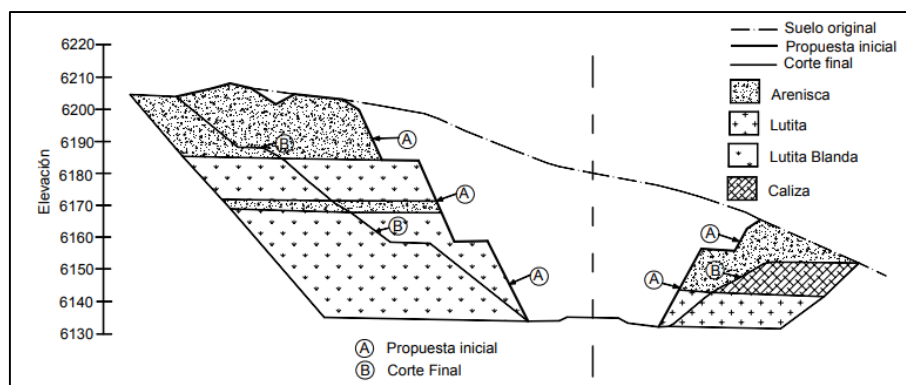 Elevación
6220
6200
6190
6180
6170
6160
6150
6140
6130
Suelo original
Propuesta inicial
Corte final
Arenisca
Lutita
Lutita Blanda
Caliza
B
A
A
B
A
A
B
A
A Propuesta inicial
B Corte Final